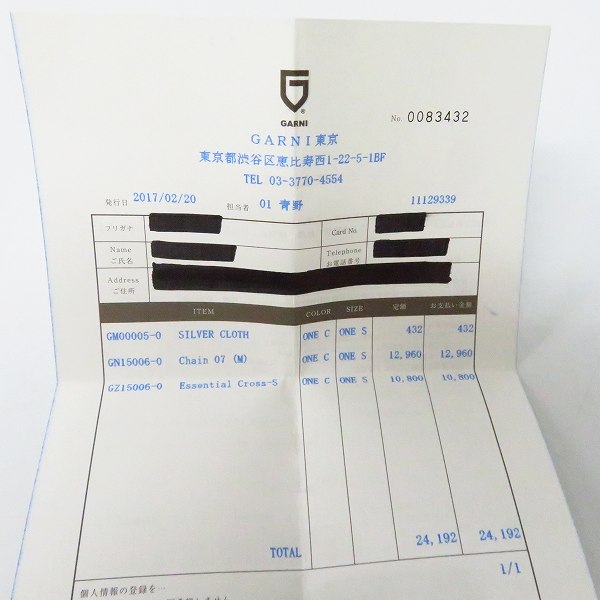 GARNI
No. 0083432
GARNI東京
東京都渋谷区恵比寿西1-22-5-1BF
TEL 03-3770-4554
発行日 2017/02/20 担当者 01 青野 11129339
フリガナ Card No.
Name Telephone
ご氏名 お電話番号
Address
ご住所
ITEM COLOR SIZE 定価 お支払い金額
GM00005-0 SILVER CLOTH ONE C ONE S 432 432
GN15006-0 Chain 07 (M) ONE C ONE S 12,960 12,960
GZ15006-0 Essential Cross-S ONE C ONE S 10,800 10,800
TOTAL 24,192 24,192
1/1
個人情報の登録を…